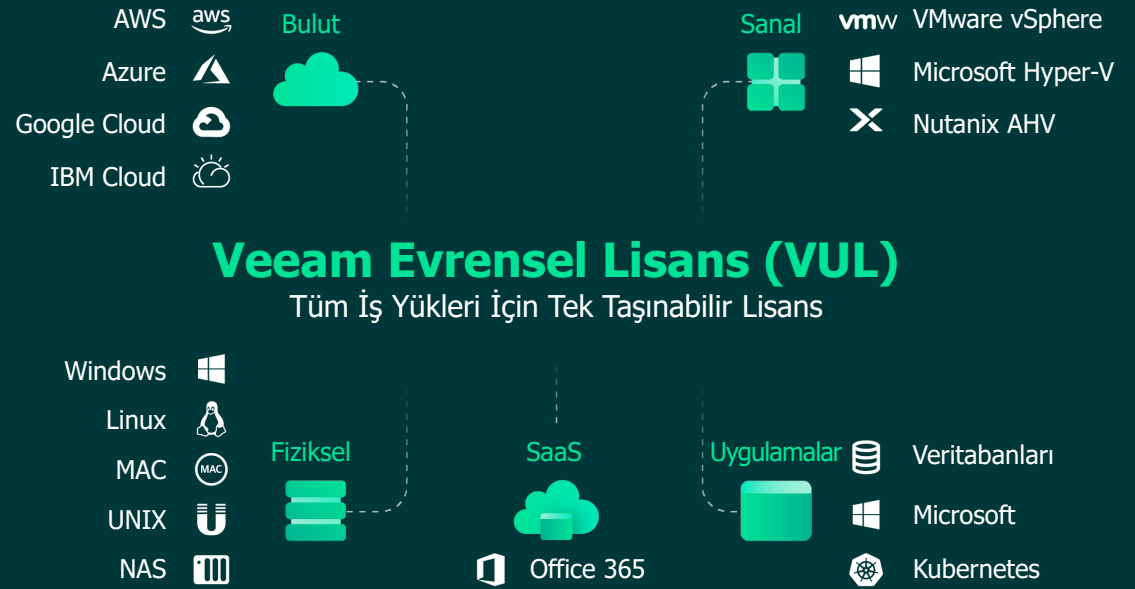 AWS
aws
Azure
Google Cloud
IBM Cloud
Bulut
Sanal
vmw VMware vSphere
Microsoft Hyper-V
Nutanix AHV
Veeam Evrensel Lisans (VUL)
Tüm İş Yükleri İçin Tek Taşınabilir Lisans
Windows
Linux
MAC
MAC
UNIX
NAS
Fiziksel
SaaS
Office 365
Uygulamalar
Veritabanları
Microsoft
Kubernetes